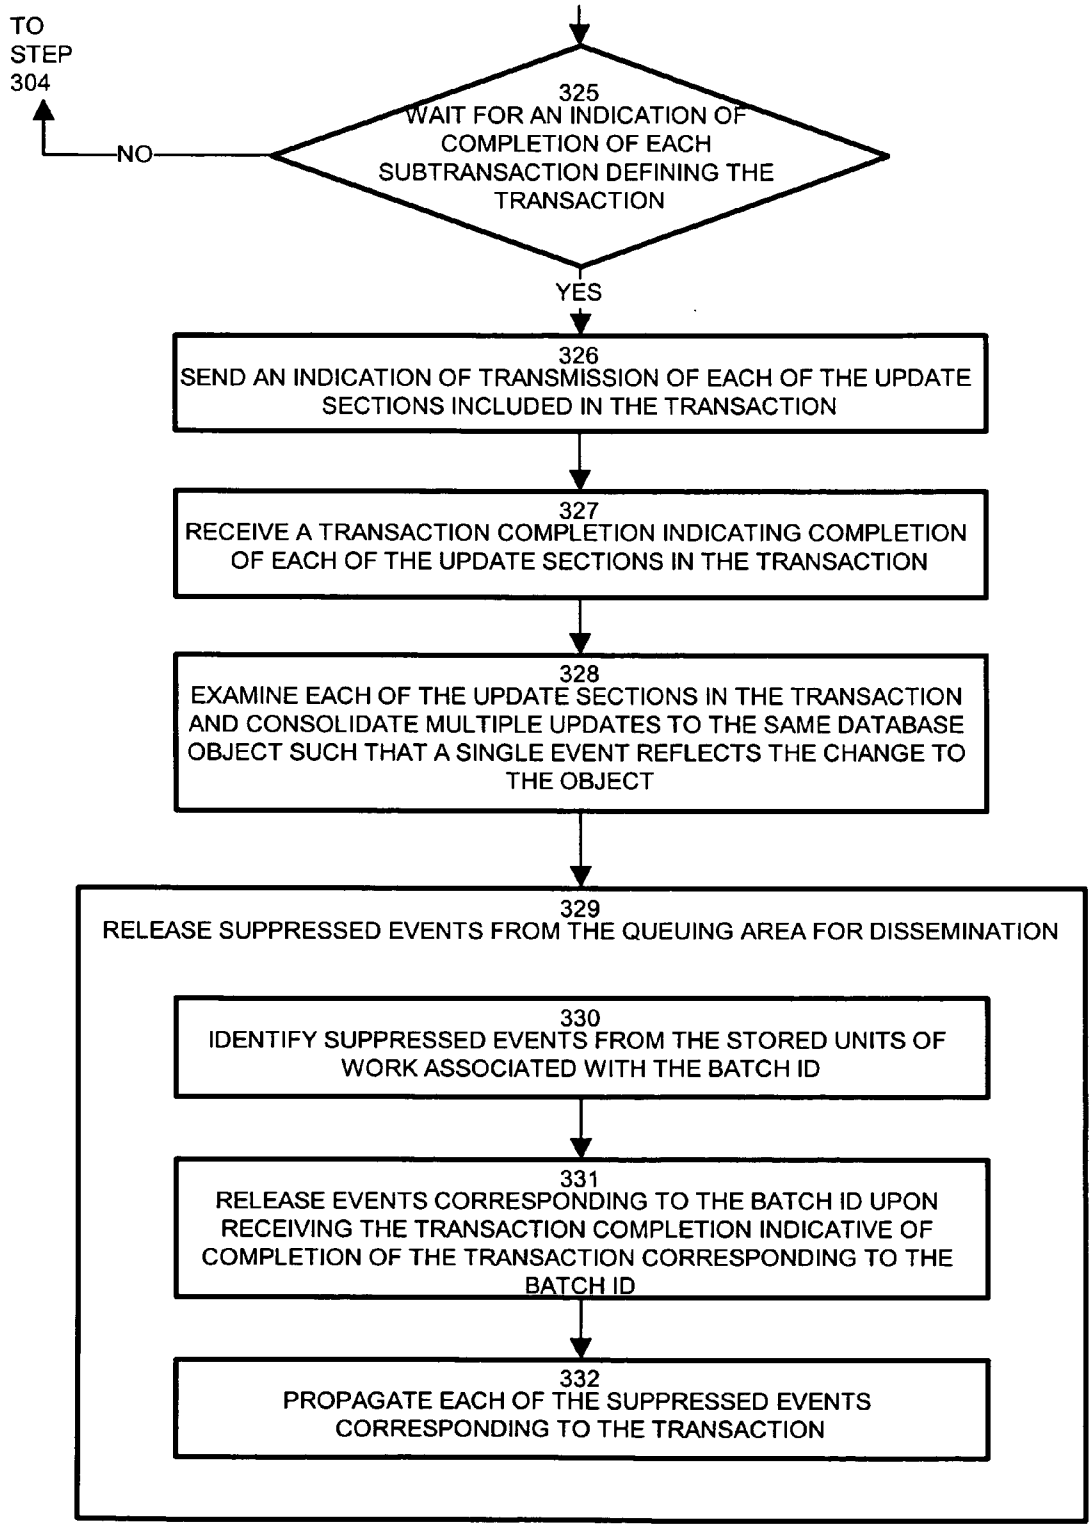 TO
STEP
304
325
WAIT FOR AN INDICATION OF
COMPLETION OF EACH
SUBTRANSACTION DEFINING THE
TRANSACTION
NO
YES
326
SEND AN INDICATION OF TRANSMISSION OF EACH OF THE UPDATE
SECTIONS INCLUDED IN THE TRANSACTION
327
RECEIVE A TRANSACTION COMPLETION INDICATING COMPLETION
OF EACH OF THE UPDATE SECTIONS IN THE TRANSACTION
328
EXAMINE EACH OF THE UPDATE SECTIONS IN THE TRANSACTION
AND CONSOLIDATE MULTIPLE UPDATES TO THE SAME DATABASE
OBJECT SUCH THAT A SINGLE EVENT REFLECTS THE CHANGE TO
THE OBJECT
329
RELEASE SUPPRESSED EVENTS FROM THE QUEUING AREA FOR DISSEMINATION
330
IDENTIFY SUPPRESSED EVENTS FROM THE STORED UNITS OF
WORK ASSOCIATED WITH THE BATCH ID
331
RELEASE EVENTS CORRESPONDING TO THE BATCH ID UPON
RECEIVING THE TRANSACTION COMPLETION INDICATIVE OF
COMPLETION OF THE TRANSACTION CORRESPONDING TO THE
BATCH ID
332
PROPAGATE EACH OF THE SUPPRESSED EVENTS
CORRESPONDING TO THE TRANSACTION